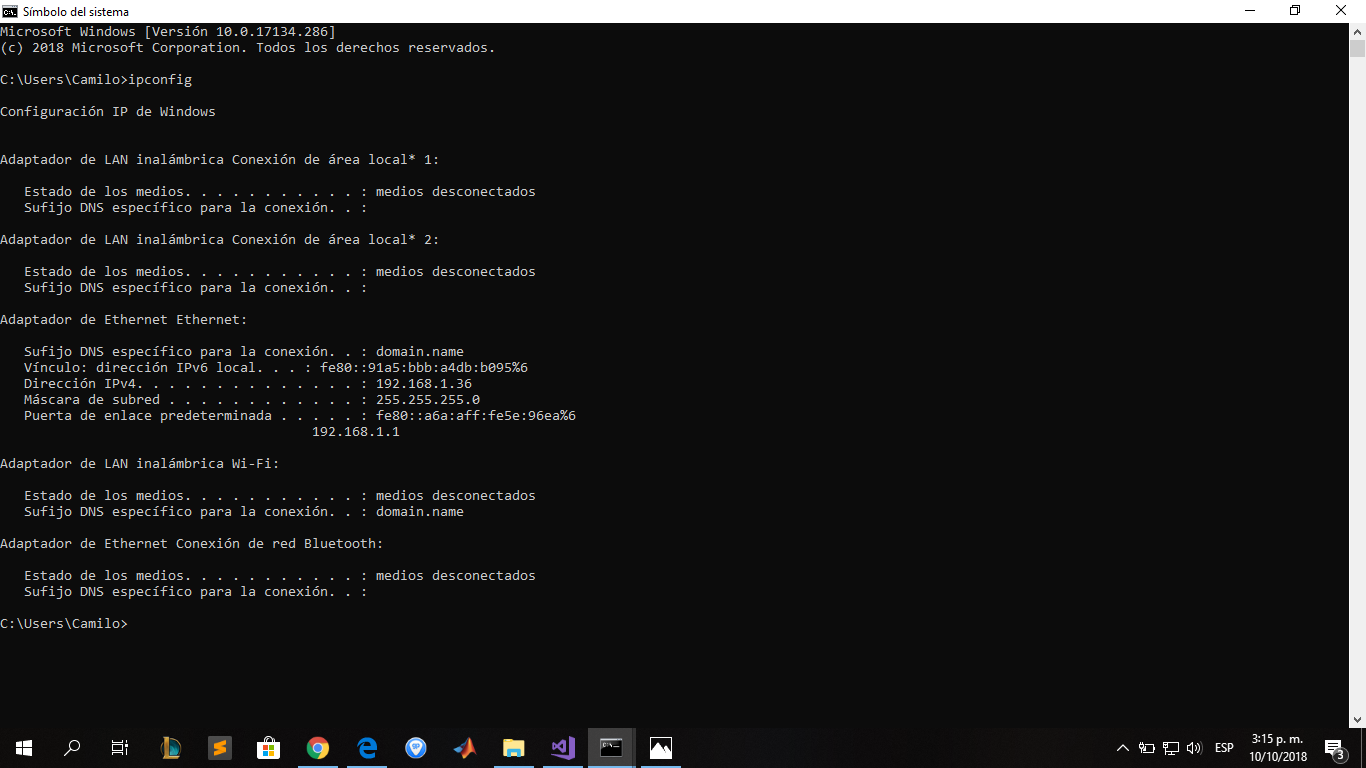 Símbolo del sistema
Microsoft Windows [Versión 10.0.17134.286]
(c) 2018 Microsoft Corporation. Todos los derechos reservados.
C:\Users\Camilo>ipconfig
Configuración IP de Windows
Adaptador de LAN inalámbrica Conexión de área local* 1:
Estado de los medios. . . . . . . . . . . : medios desconectados
Sufijo DNS específico para la conexión. . :
Adaptador de LAN inalámbrica Conexión de área local* 2:
Estado de los medios. . . . . . . . . . . : medios desconectados
Sufijo DNS específico para la conexión. . :
Adaptador de Ethernet Ethernet:
Sufijo DNS específico para la conexión. . : domain.name
Vínculo: dirección IPv6 local. . . : fe80::91a5:bbb:a4db:b095%6
Dirección IPv4. . . . . . . . . . . . . . : 192.168.1.36
Máscara de subred . . . . . . . . . . . . : 255.255.255.0
Puerta de enlace predeterminada . . . . . : fe80::a6a:aff:fe5e:96ea%6
192.168.1.1
Adaptador de LAN inalámbrica Wi-Fi:
Estado de los medios. . . . . . . . . . . : medios desconectados
Sufijo DNS específico para la conexión. . : domain.name
Adaptador de Ethernet Conexión de red Bluetooth:
Estado de los medios. . . . . . . . . . . : medios desconectados
Sufijo DNS específico para la conexión. . :
C:\Users\Camilo>
ESP
3:15 p. m.
10/10/2018
3